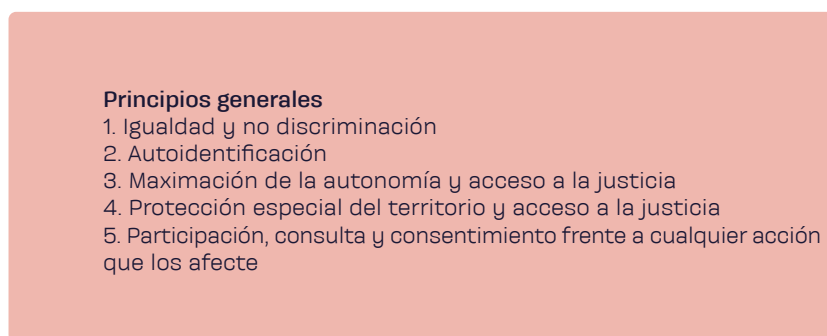 Principios generales
1. Igualdad y no discriminación
2. Autoidentificación
3. Maximación de la autonomía y acceso a la justicia
4. Protección especial del territorio y acceso a la justicia
5. Participación, consulta y consentimiento frente a cualquier acción
que los afecte